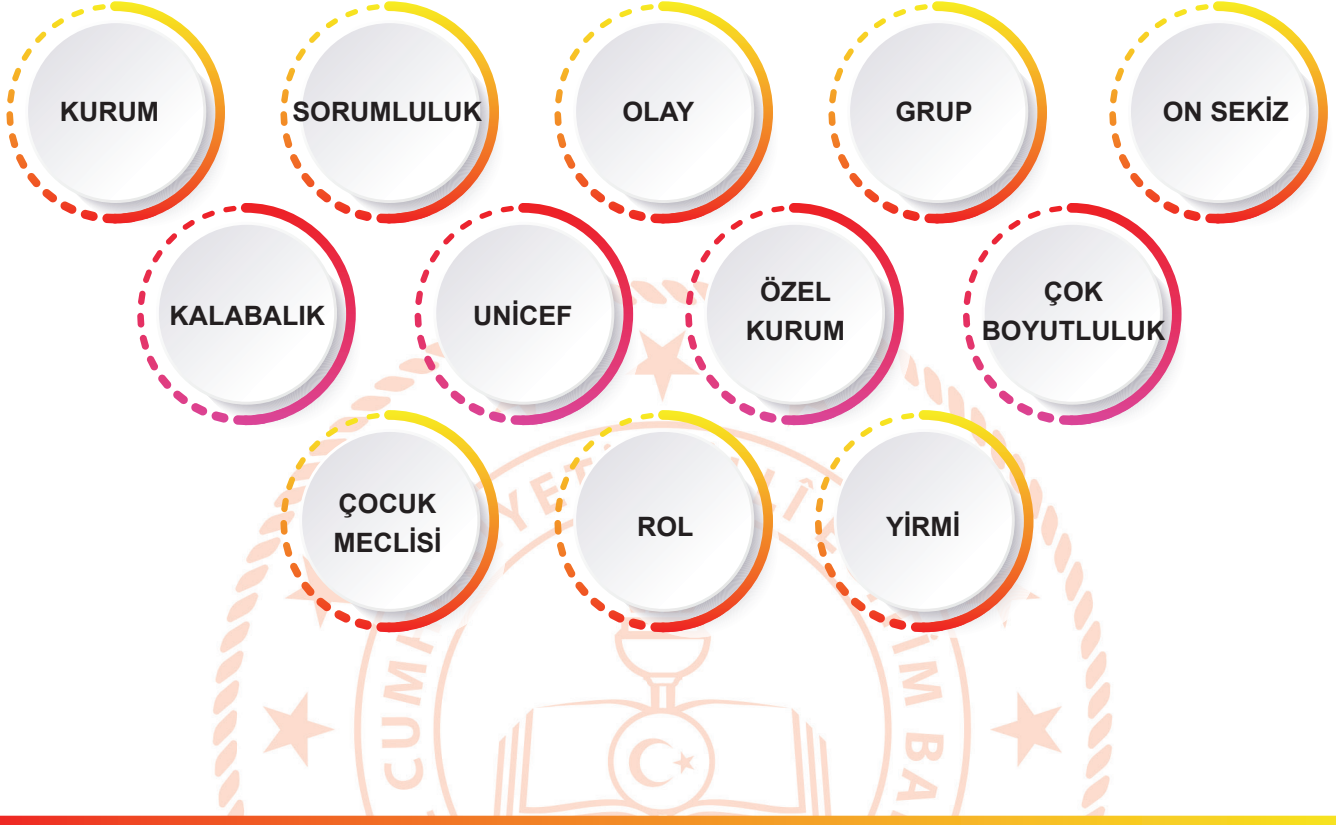 KURUM
SORUMLULUK
OLAY
GRUP
ON SEKİZ
KALABALIK
UNİCEF
ÖZEL
KURUM
ÇOK
BOYUTLULUK
ÇOCUK
MECLİSİ
ROL
YİRMİ